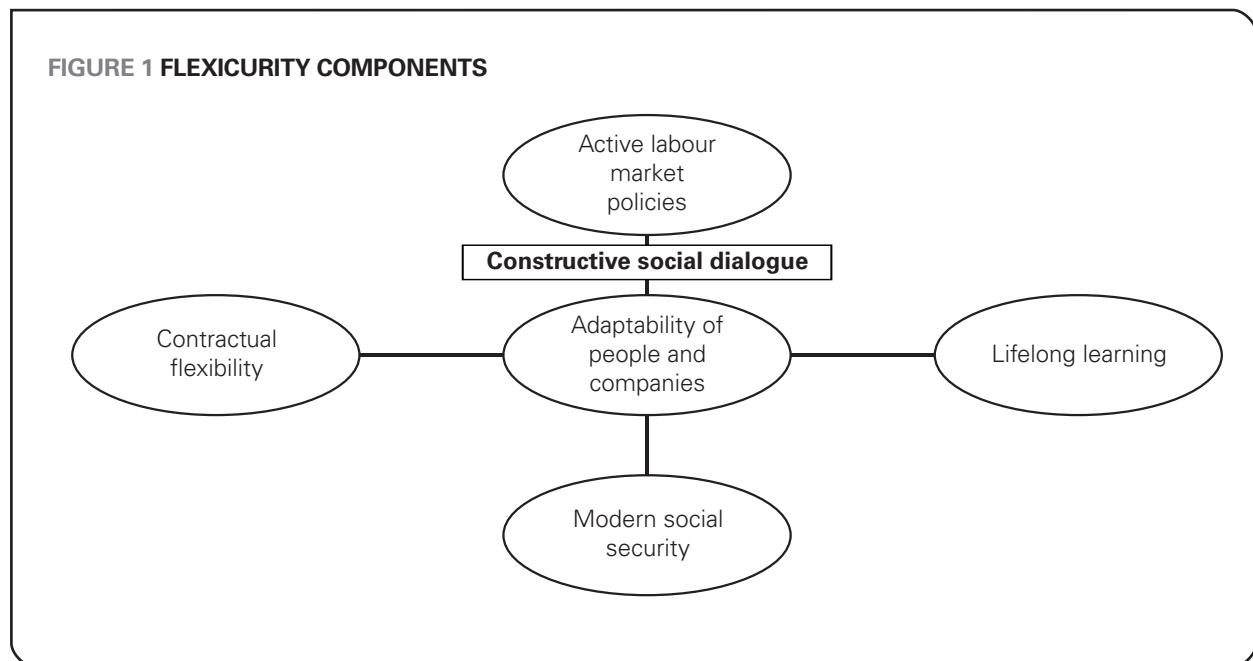 FIGURE 1 FLEXICURITY COMPONENTS
Active labour
market
policies
Constructive social dialogue
Contractual
flexibility
Adaptability of
people and
companies
Lifelong learning
Modern social
security